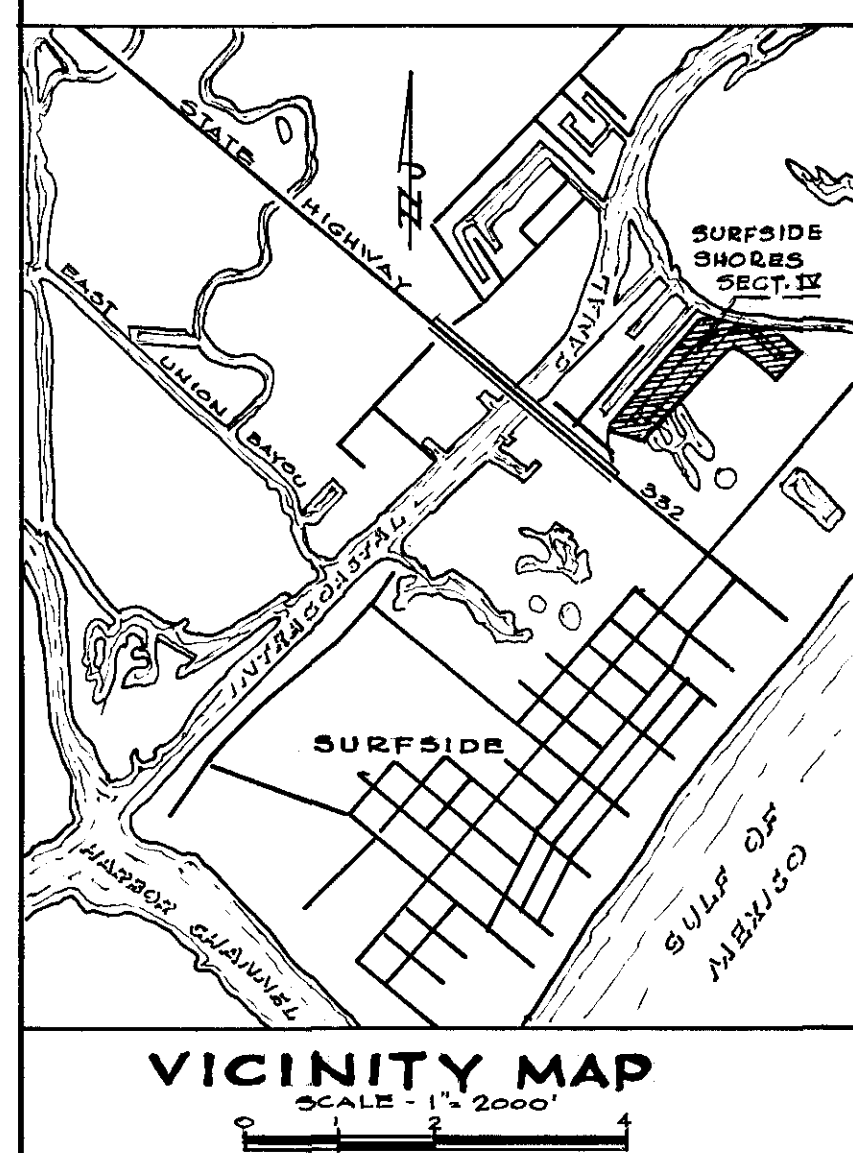 STATE HIGHWAY
332
N
SURFSIDE
SHORES
SECT. IV
EAST UNION BAYOU
INTRACOASTAL CANAL
SURFSIDE
HARBOR CHANNEL
GULF OF
MEXICO
VICINITY MAP
SCALE - 1"= 2000'
0 1 2 4